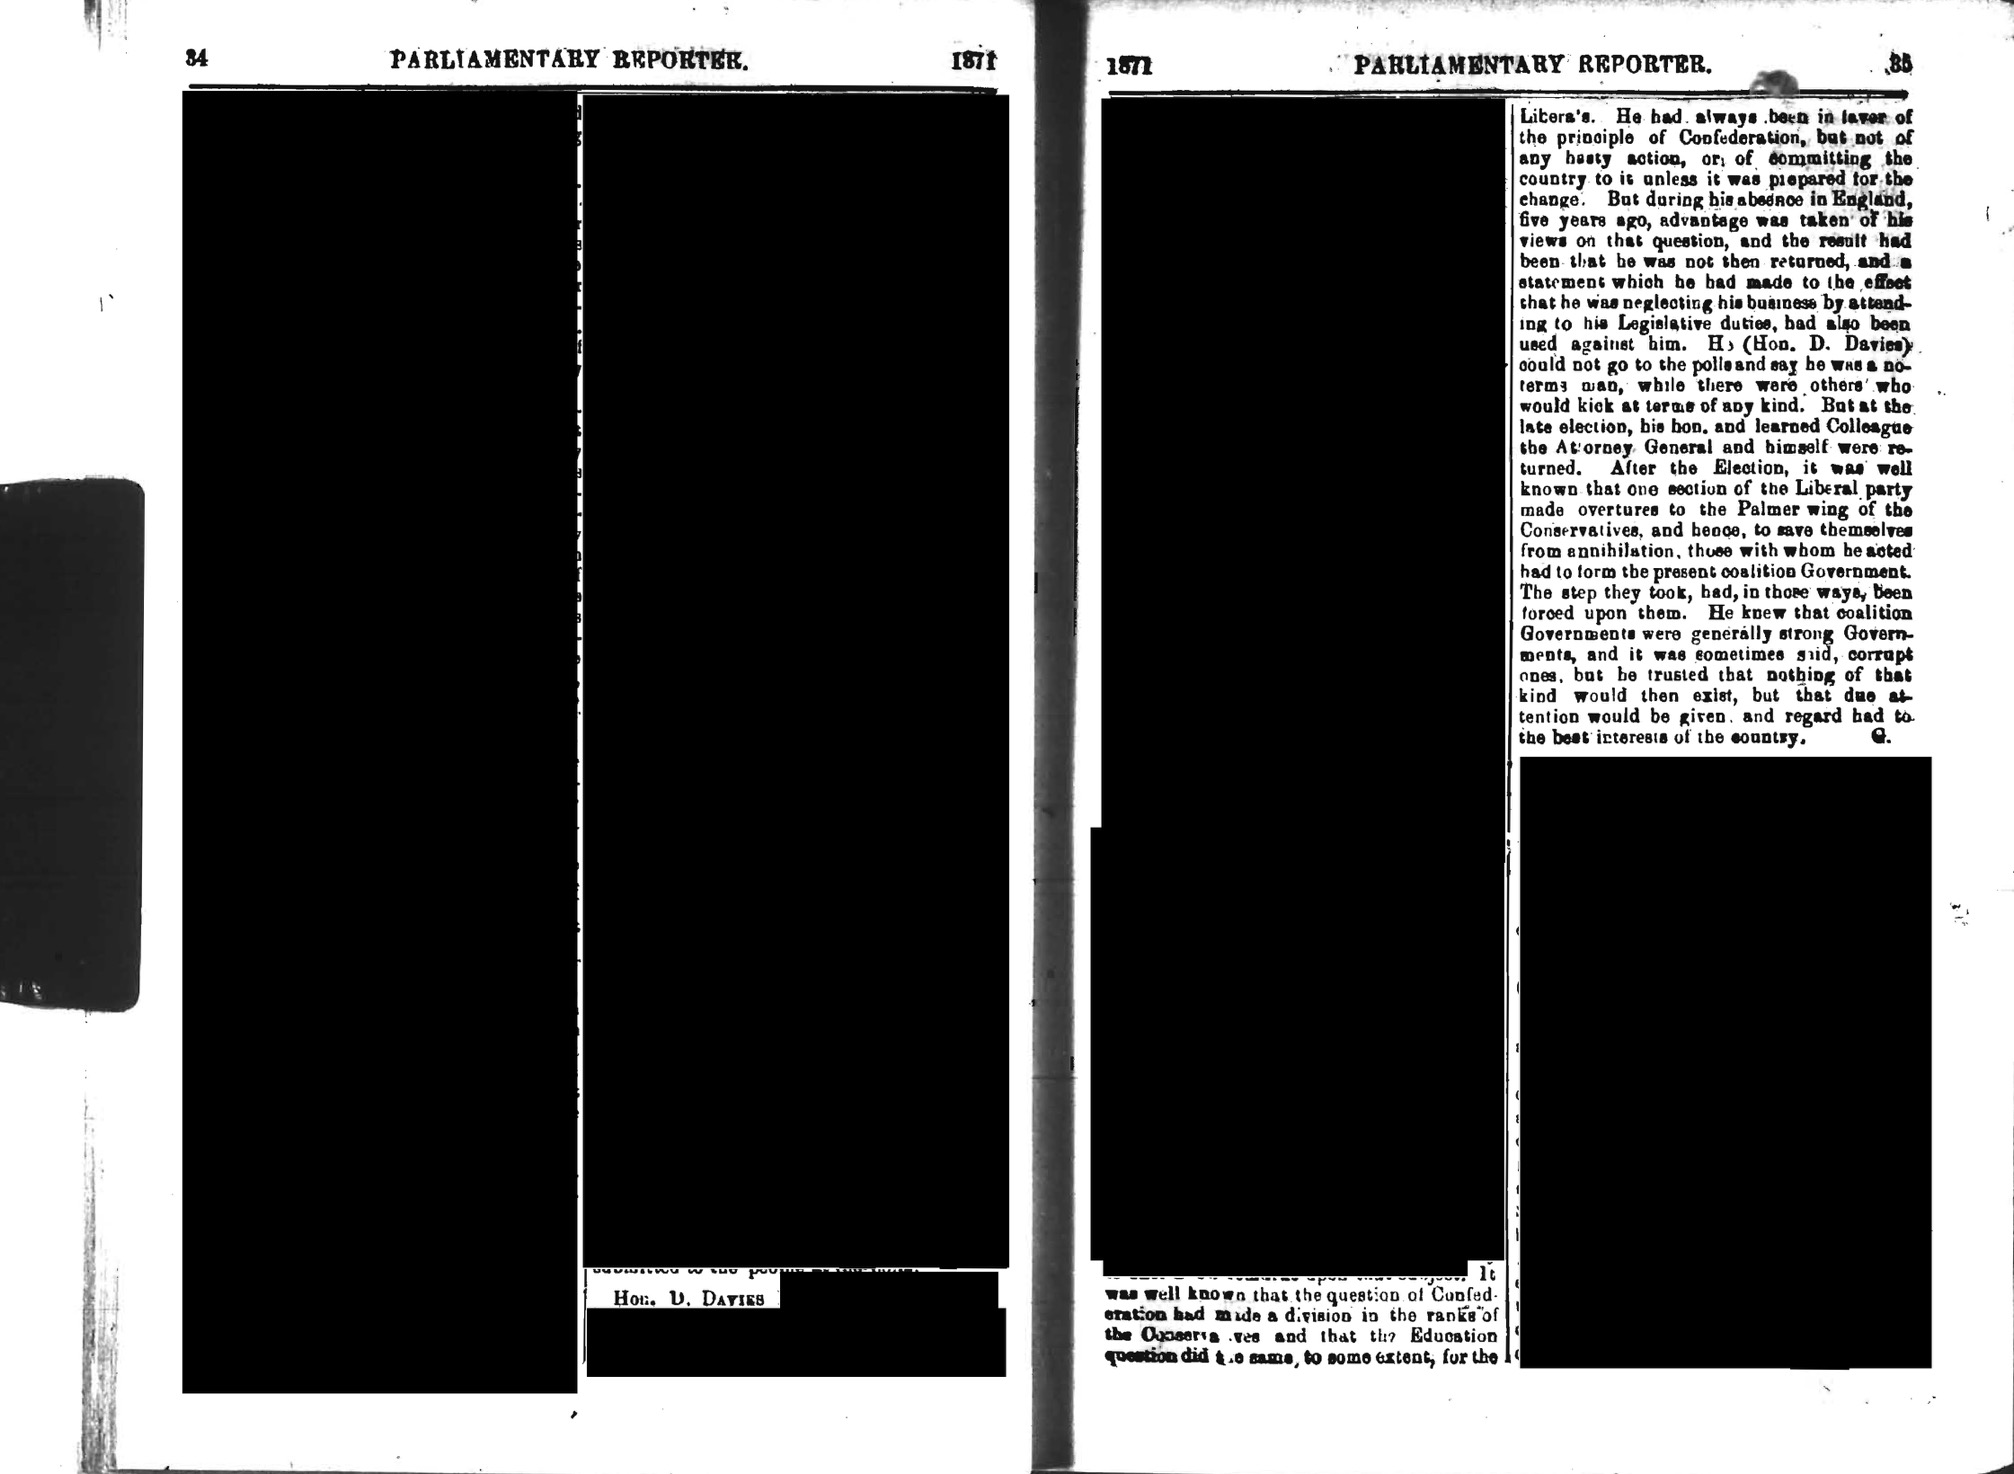 34 PARLIAMENTARY REPORTER. 1871
Hon. D. Davies
1871 PARLIAMENTARY REPORTER. 35
It
was well known that the question of Confed-
eration had made a division in the ranks of
the and that the Education
question did the same, to some extent, for the
Liberals. He had always been in favor of
the principle of Confederation, but not of
any hasty action, or of committing the
country to it unless it was prepared for the
change. But during his absence in England,
five years ago, advantage was taken of his
views on that question, and the result had
been that he was not then returned, and a
statement which he had made to the effect
that he was neglecting his business by attend-
ing to his Legislative duties, had also been
used against him. He (Hon. D. Davies)
could not go to the polls and say he was a no-
terms man, while there were others who
would kick at terms of any kind. But at the
late election, his hon. and learned Colleague
the Attorney General and himself were re-
turned. After the Election, it was well
known that one section of the Liberal party
made overtures to the Palmer wing of the
Conservatives, and hence, to save themselves
from annihilation, those with whom he acted
had to form the present coalition Government.
The step they took, had, in those ways, been
forced upon them. He knew that coalition
Governments were generally strong Govern-
ments, and it was sometimes said, corrupt
ones, but he trusted that nothing of that
kind would then exist, but that due at-
tention would be given, and regard had to
the best interests of the country. G.